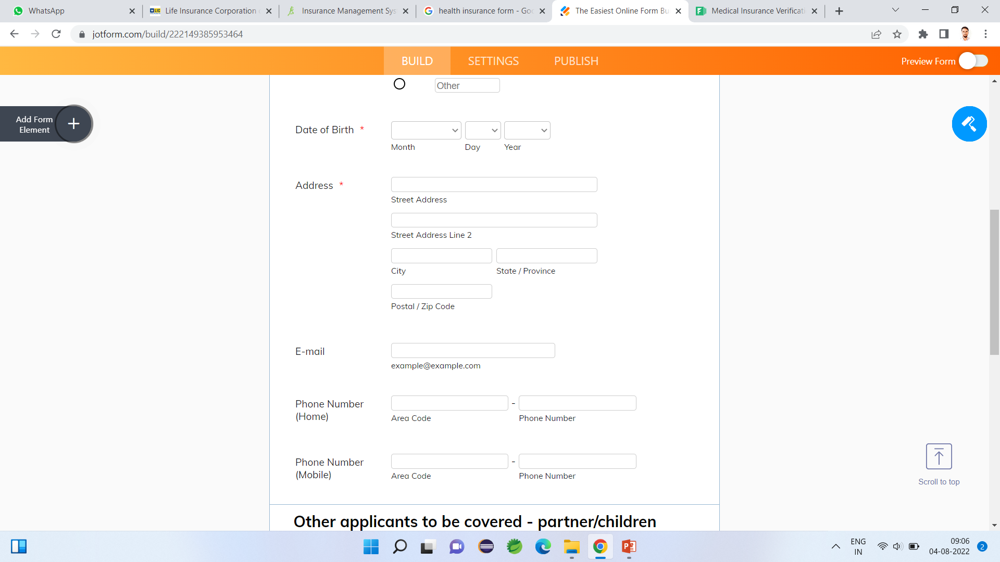 WhatsApp
Life Insurance Corporation
Insurance Management Sys
health insurance form - Goo
The Easiest Online Form Bu
Medical Insurance Verificati
jotform.com/build/222149385953464
BUILD SETTINGS PUBLISH
Preview Form
Other
Add Form
Element
Date of Birth *
Month Day Year
Address *
Street Address
Street Address Line 2
City State / Province
Postal / Zip Code
E-mail
example@example.com
Phone Number
(Home)
-
Area Code Phone Number
Phone Number
(Mobile)
-
Area Code Phone Number
Scroll to top
Other applicants to be covered - partner/children
ENG
IN
09:06
04-08-2022
2